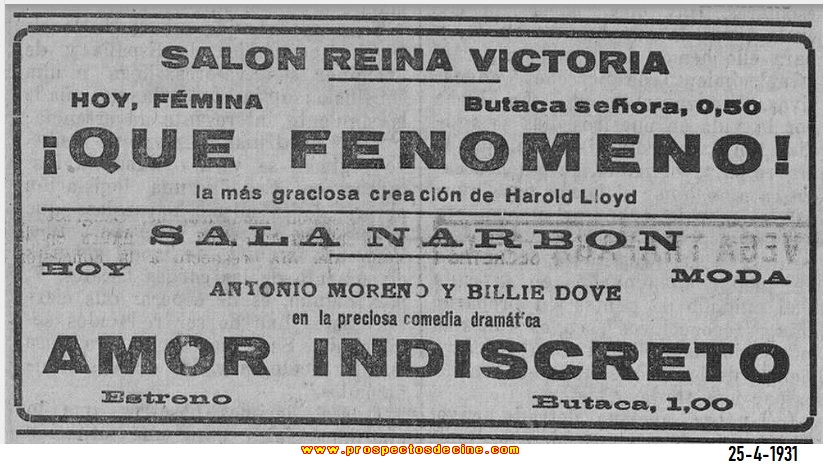 SALON REINA VICTORIA
HOY, FÉMINA Butaca señora, 0,50
¡QUE FENOMENO!
la más graciosa creación de Harold Lloyd
SALA NARBON
HOY MODA
ANTONIO MORENO Y BILLIE DOVE
en la preciosa comedia dramática
AMOR INDISCRETO
Estreno Butaca, 1,00
www.prospectosdecine.com
25-4-1931